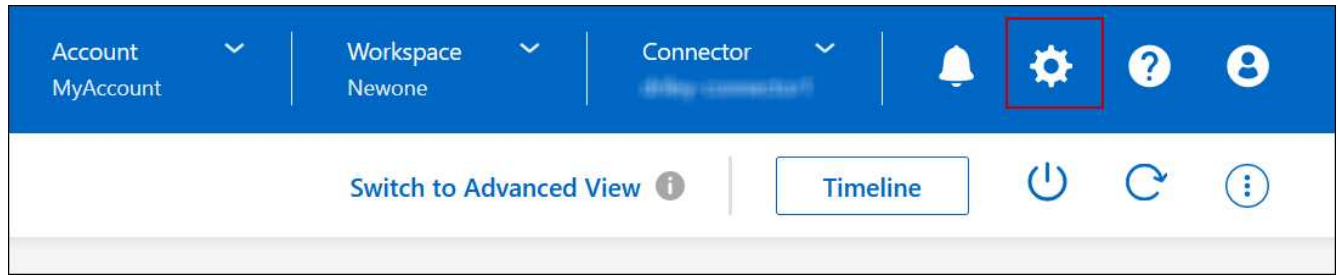 Account
MyAccount
Workspace
Newone
Connector
Switch to Advanced View
Timeline